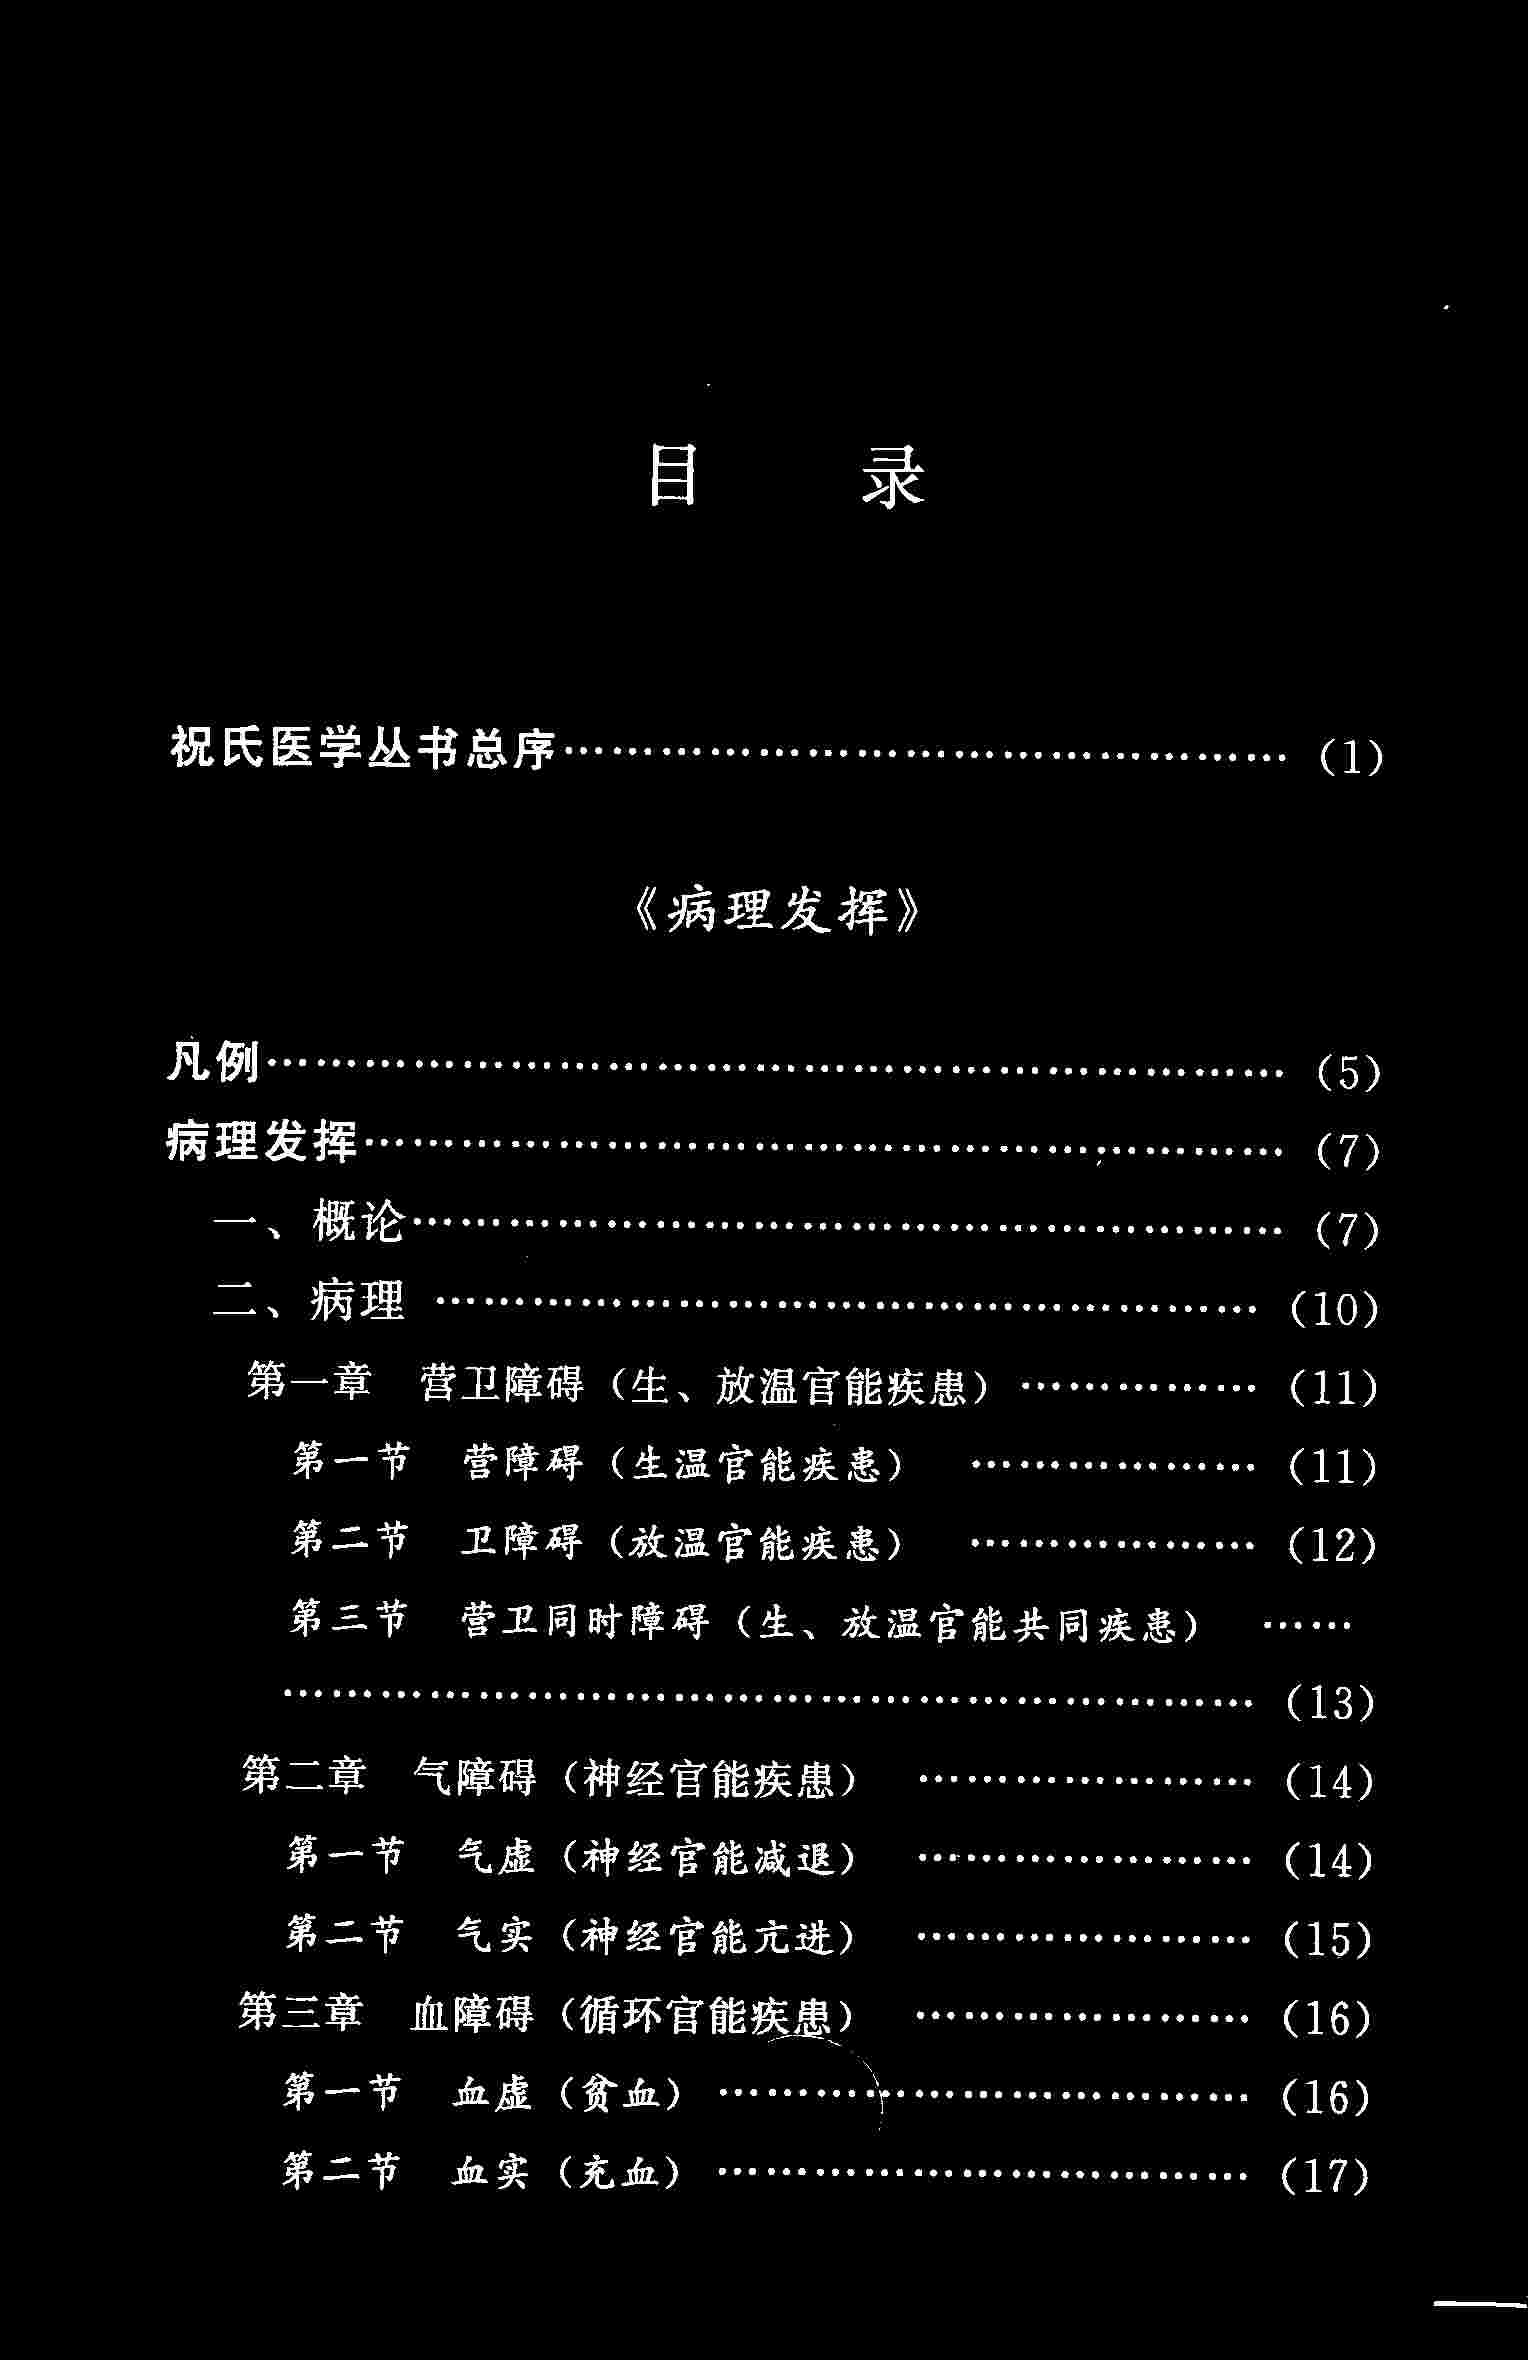 目 录
祝氏医学丛书总序…………………………………………(1)
《病理发挥》
凡例……………………………………………………………(5)
病理发挥………………………………………………………(7)
一、概论……………………………………………………(7)
二、病理 …………………………………………………(10)
第一章 营卫障碍（生、放温官能疾患） ……………(11)
第一节 营障碍（生温官能疾患） ………………(11)
第二节 卫障碍（放温官能疾患） ………………(12)
第三节 营卫同时障碍（生、放温官能共同疾患） ……
…………………………………………………………(13)
第二章 气障碍（神经官能疾患） …………………(14)
第一节 气虚（神经官能减退） …………………(14)
第二节 气实（神经官能亢进） …………………(15)
第三章 血障碍（循环官能疾患） …………………(16)
第一节 血虚（贫血） ………………………………(16)
第二节 血实（充血） ………………………………(17)